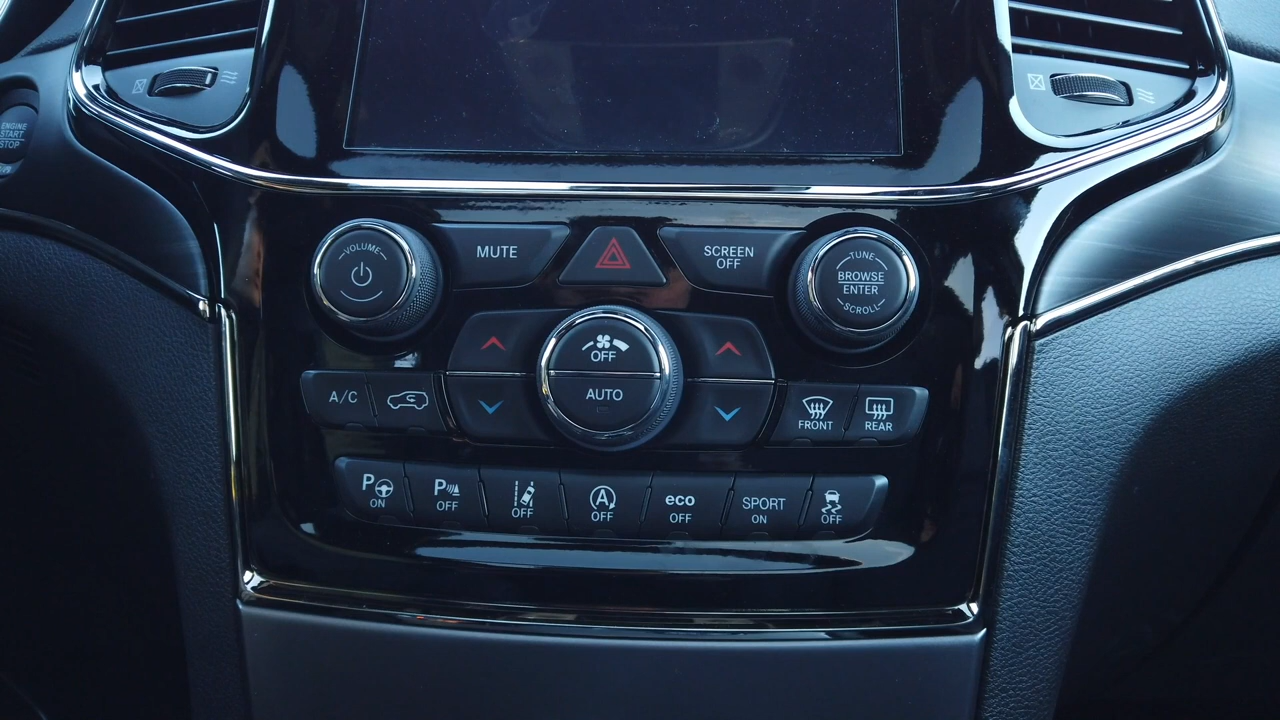 ENGINE
START
STOP
VOLUME
MUTE
SCREEN
OFF
TUNE
BROWSE
ENTER
SCROLL
OFF
AUTO
A/C
FRONT
REAR
P
ON
P
OFF
OFF
A
OFF
eco
OFF
SPORT
ON
OFF